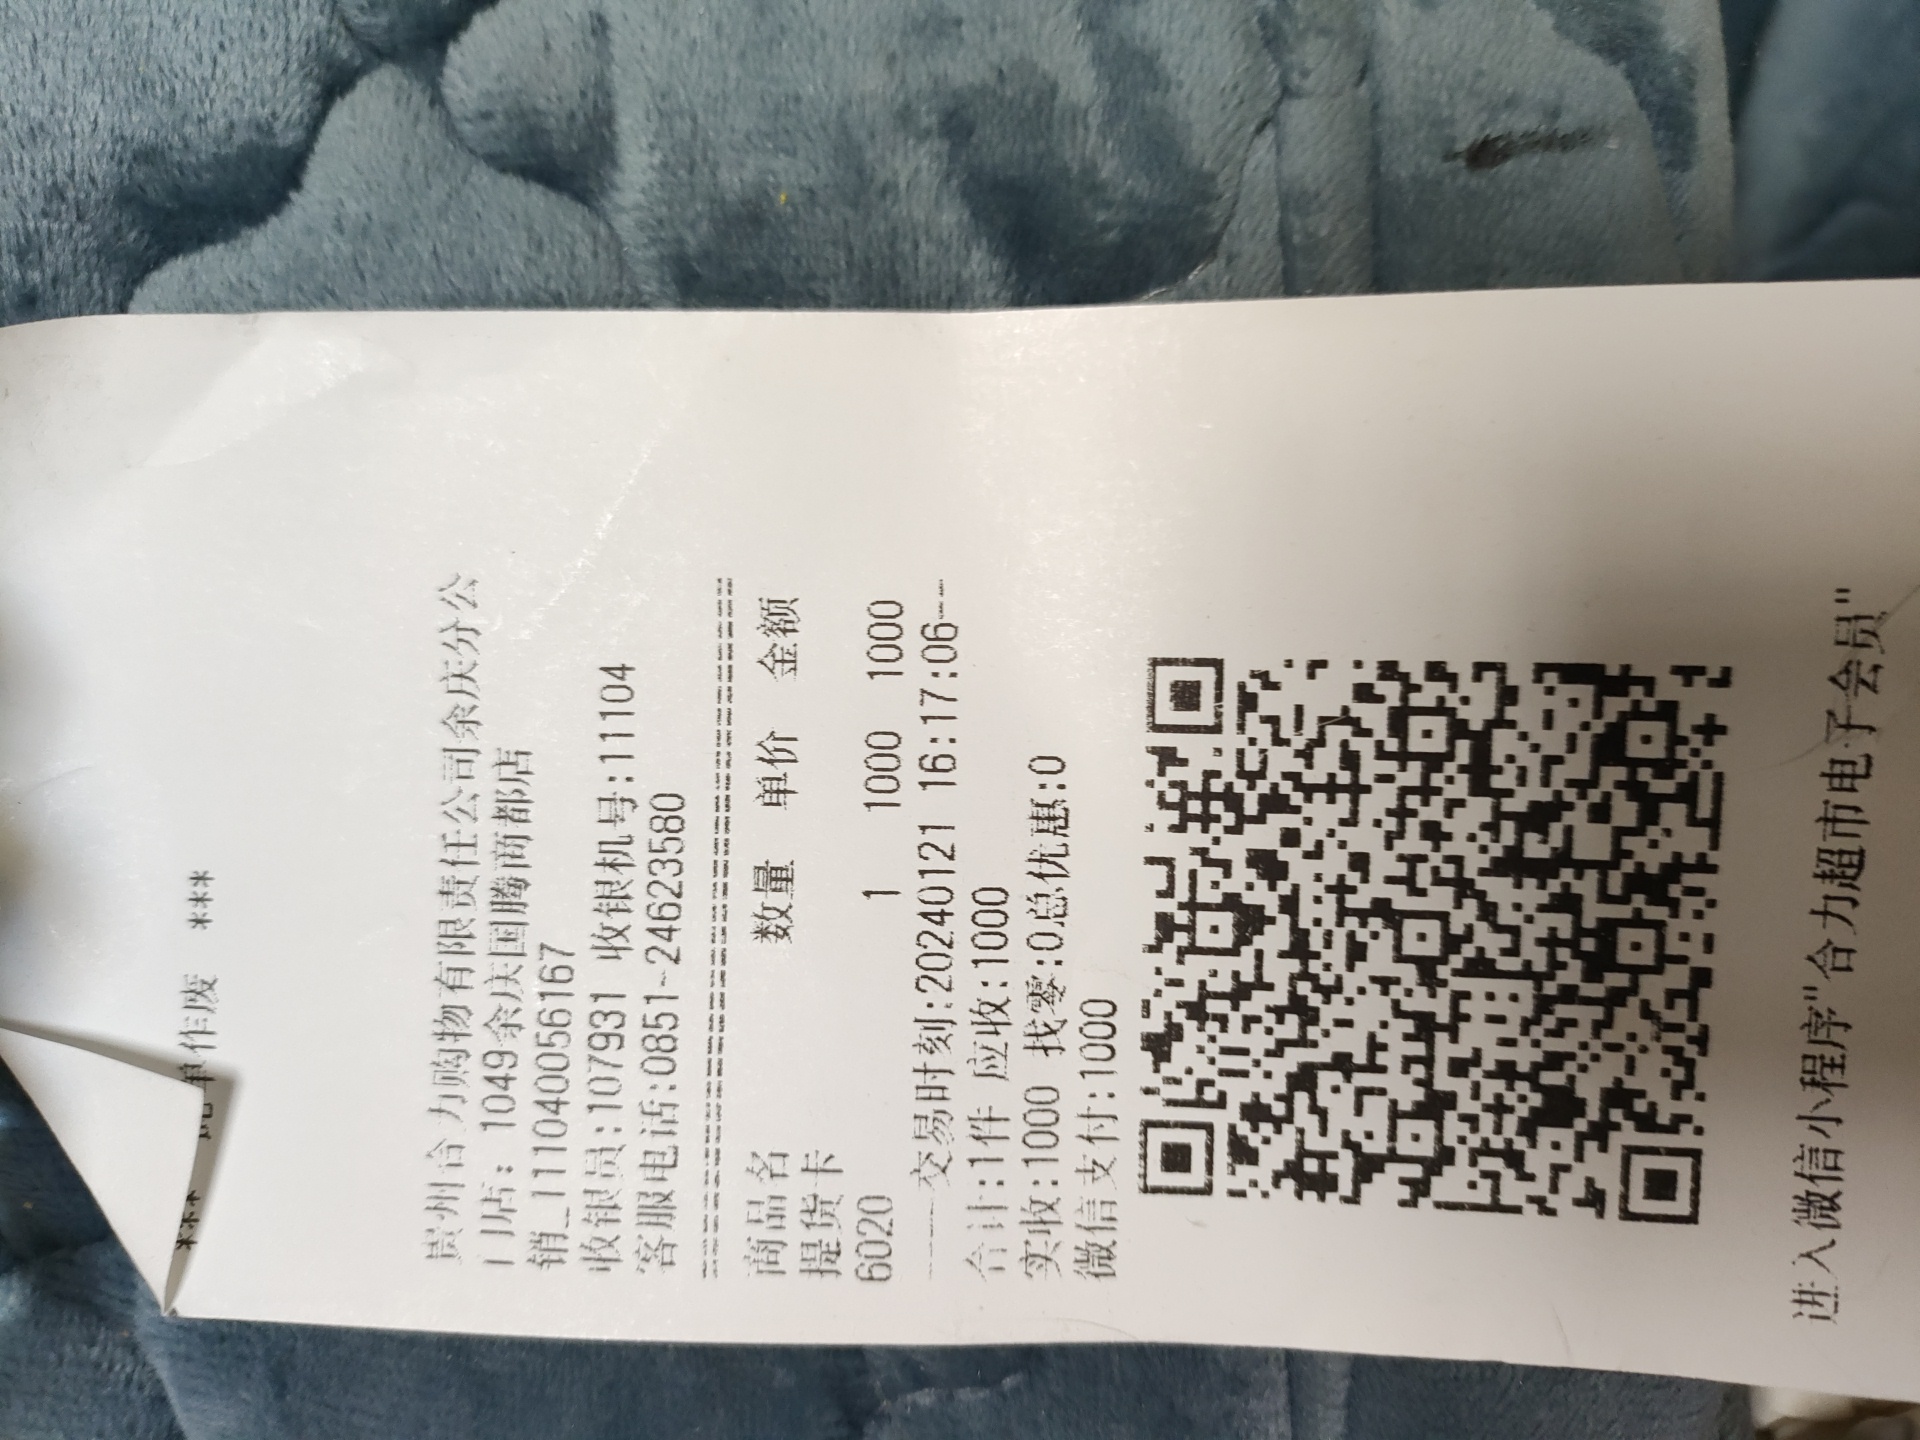 单作废 ***
贵州合力购物有限责任公司余庆分公
门店: 1049余庆国腾商都店
销_1110400056167
收银员:107931 收银机号:11104
客服电话:0851-24623580
商品名 数量 单价 金额
提货卡
6020 1 1000 1000
-----交易时刻:20240121 16:17:06--
合计:1件 应收:1000
实收:1000 找零:0总优惠:0
微信支付:1000
进入微信小程序"合力超市电子会员"